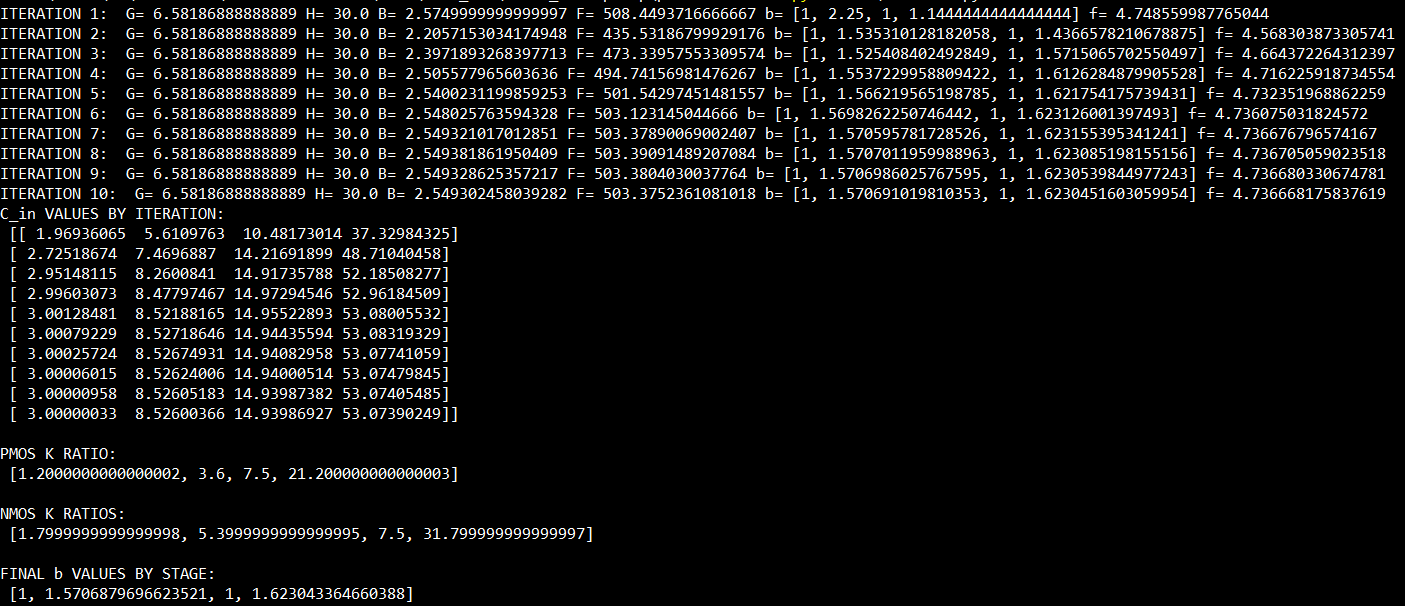 ITERATION 1:  G= 6.58186888888889 H= 30.0 B= 2.5749999999999997 F= 508.4493716666667 b= [1, 2.25, 1, 1.1444444444444444] f= 4.748559987765044
ITERATION 2:  G= 6.58186888888889 H= 30.0 B= 2.2057153034174948 F= 435.53186799929176 b= [1, 1.535310128182058, 1, 1.4366578210678875] f= 4.568303873305741
ITERATION 3:  G= 6.58186888888889 H= 30.0 B= 2.3971893268397713 F= 473.33957553309574 b= [1, 1.525408402492849, 1, 1.5715065702550497] f= 4.664372264312397
ITERATION 4:  G= 6.58186888888889 H= 30.0 B= 2.505577965603636 F= 494.74156981476267 b= [1, 1.5537229958809422, 1, 1.6126284879905528] f= 4.716225918734554
ITERATION 5:  G= 6.58186888888889 H= 30.0 B= 2.5400231199859253 F= 501.54297451481557 b= [1, 1.566219565198785, 1, 1.621754175739431] f= 4.732351968862259
ITERATION 6:  G= 6.58186888888889 H= 30.0 B= 2.548025763594328 F= 503.123145044666 b= [1, 1.5698262250746442, 1, 1.623126001397493] f= 4.736075031824572
ITERATION 7:  G= 6.58186888888889 H= 30.0 B= 2.549321017012851 F= 503.37890069002407 b= [1, 1.570595781728526, 1, 1.623155395341241] f= 4.736676796574167
ITERATION 8:  G= 6.58186888888889 H= 30.0 B= 2.549381861950409 F= 503.39091489207084 b= [1, 1.5707011959988963, 1, 1.623085198155156] f= 4.736705059023518
ITERATION 9:  G= 6.58186888888889 H= 30.0 B= 2.549328625357217 F= 503.3804030037764 b= [1, 1.5706986025767595, 1, 1.6230539844977243] f= 4.736680330674781
ITERATION 10:  G= 6.58186888888889 H= 30.0 B= 2.549302458039282 F= 503.3752361081018 b= [1, 1.570691019810353, 1, 1.6230451603059954] f= 4.736668175837619
C_in VALUES BY ITERATION:
[[ 1.96936065  5.6109763  10.48173014 37.32984325]
[ 2.72518674  7.4696887  14.21691899 48.71040458]
[ 2.95148115  8.2600841  14.91735788 52.18508277]
[ 2.99603073  8.47797467 14.97294546 52.96184509]
[ 3.00128481  8.52188165 14.95522893 53.08005532]
[ 3.00079229  8.52718646 14.94435594 53.08319329]
[ 3.00025724  8.52674931 14.94082958 53.07741059]
[ 3.00006015  8.52624006 14.94000514 53.07479845]
[ 3.00000958  8.52605183 14.93987382 53.07405485]
[ 3.00000033  8.52600366 14.93986927 53.07390249]]
PMOS K RATIO:
[1.2000000000000002, 3.6, 7.5, 21.200000000000003]
NMOS K RATIOS:
[1.7999999999999998, 5.3999999999999995, 7.5, 31.799999999999997]
FINAL b VALUES BY STAGE:
[1, 1.5706879696623521, 1, 1.623043364660388]